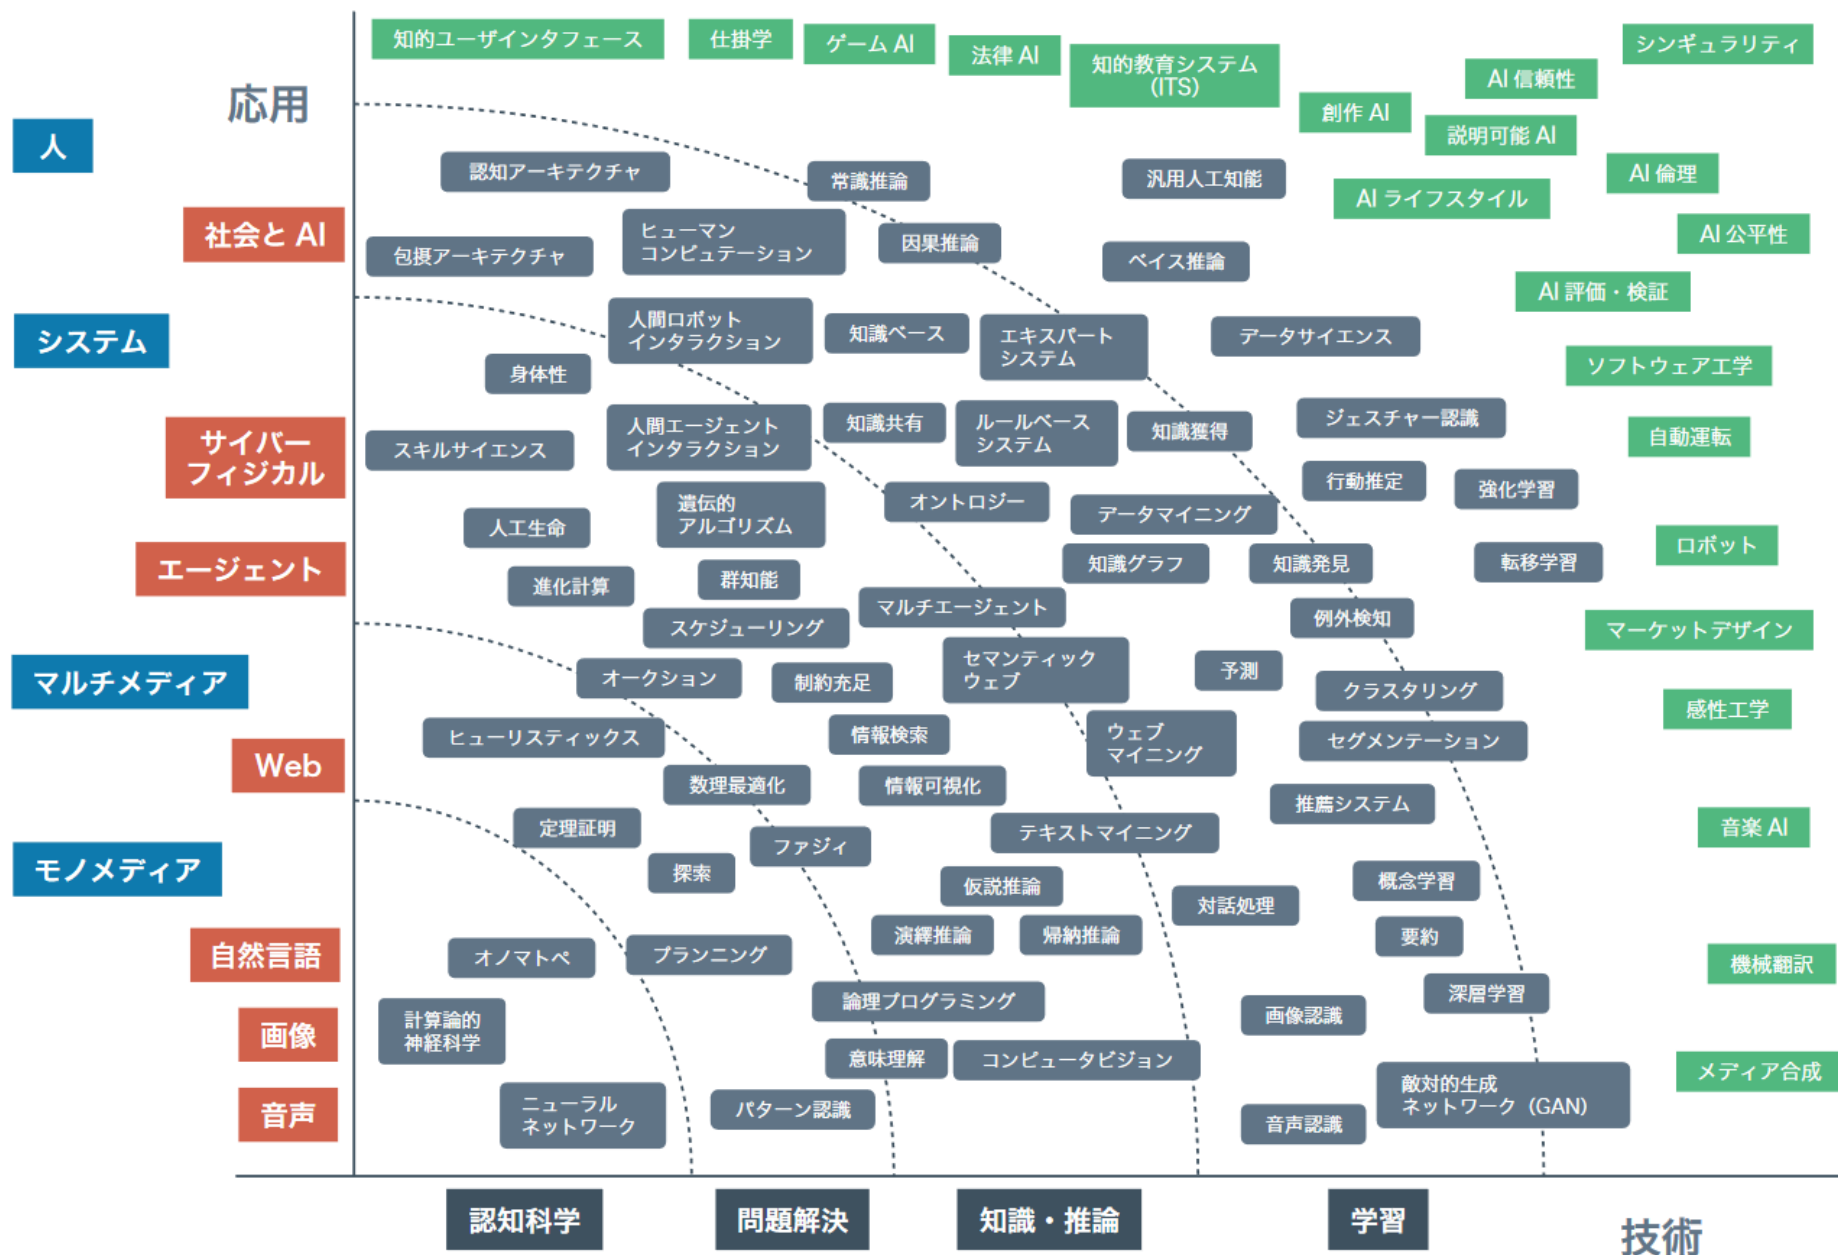 知的ユーザインタフェース
仕掛学
ゲーム AI
法律 AI
知的教育システム
(ITS)
シンギュラリティ
AI 信頼性
創作 AI
説明可能 AI
応用
人
認知アーキテクチャ
常識推論
汎用人工知能
AI ライフスタイル
AI 倫理
社会と AI
包摂アーキテクチャ
ヒューマン
コンピュテーション
因果推論
ベイス推論
AI 公平性
AI 評価・検証
システム
人間ロボット
インタラクション
知識ベース
エキスパート
システム
データサイエンス
ソフトウェア工学
身体性
サイバー
フィジカル
スキルサイエンス
人間エージェント
インタラクション
知識共有
ルールベース
システム
知識獲得
ジェスチャー認識
自動運転
行動推定
強化学習
人工生命
遺伝的
アルゴリズム
オントロジー
データマイニング
ロボット
エージェント
進化計算
群知能
知識グラフ
知識発見
転移学習
スケジューリング
マルチエージェント
例外検知
マーケットデザイン
マルチメディア
オークション
制約充足
セマンティック
ウェブ
予測
クラスタリング
感性工学
Web
ヒューリスティックス
情報検索
ウェブ
マイニング
セグメンテーション
数理最適化
情報可視化
推薦システム
モノメディア
定理証明
ファジィ
テキストマイニング
音楽 AI
探索
仮説推論
概念学習
対話処理
自然言語
オノマトペ
プランニング
演繹推論
帰納推論
要約
機械翻訳
画像
計算論的
神経科学
論理プログラミング
画像認識
深層学習
意味理解
コンピュータビジョン
メディア合成
音声
ニューラル
ネットワーク
パターン認識
音声認識
敵対的生成
ネットワーク（GAN）
認知科学
問題解決
知識・推論
学習
技術